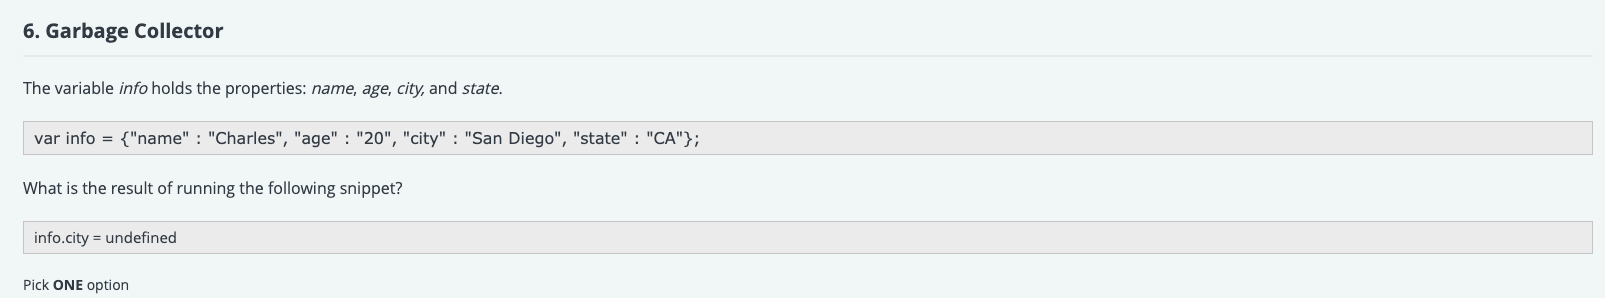 6. Garbage Collector
The variable info holds the properties: name, age, city, and state.
var info = {"name" : "Charles", "age" : "20", "city" : "San Diego", "state" : "CA"};
What is the result of running the following snippet?
info.city = undefined
Pick ONE option